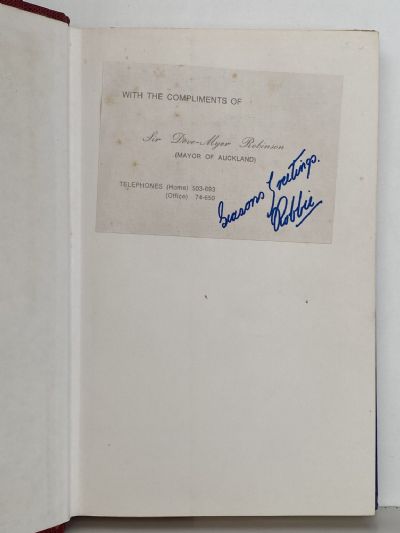 WITH THE COMPLIMENTS OF
Sir Dove-Myer Robinson
(MAYOR OF AUCKLAND)
TELEPHONES (Home) 503-693
(Office) 74-650
Seasons Greetings.
Robbie